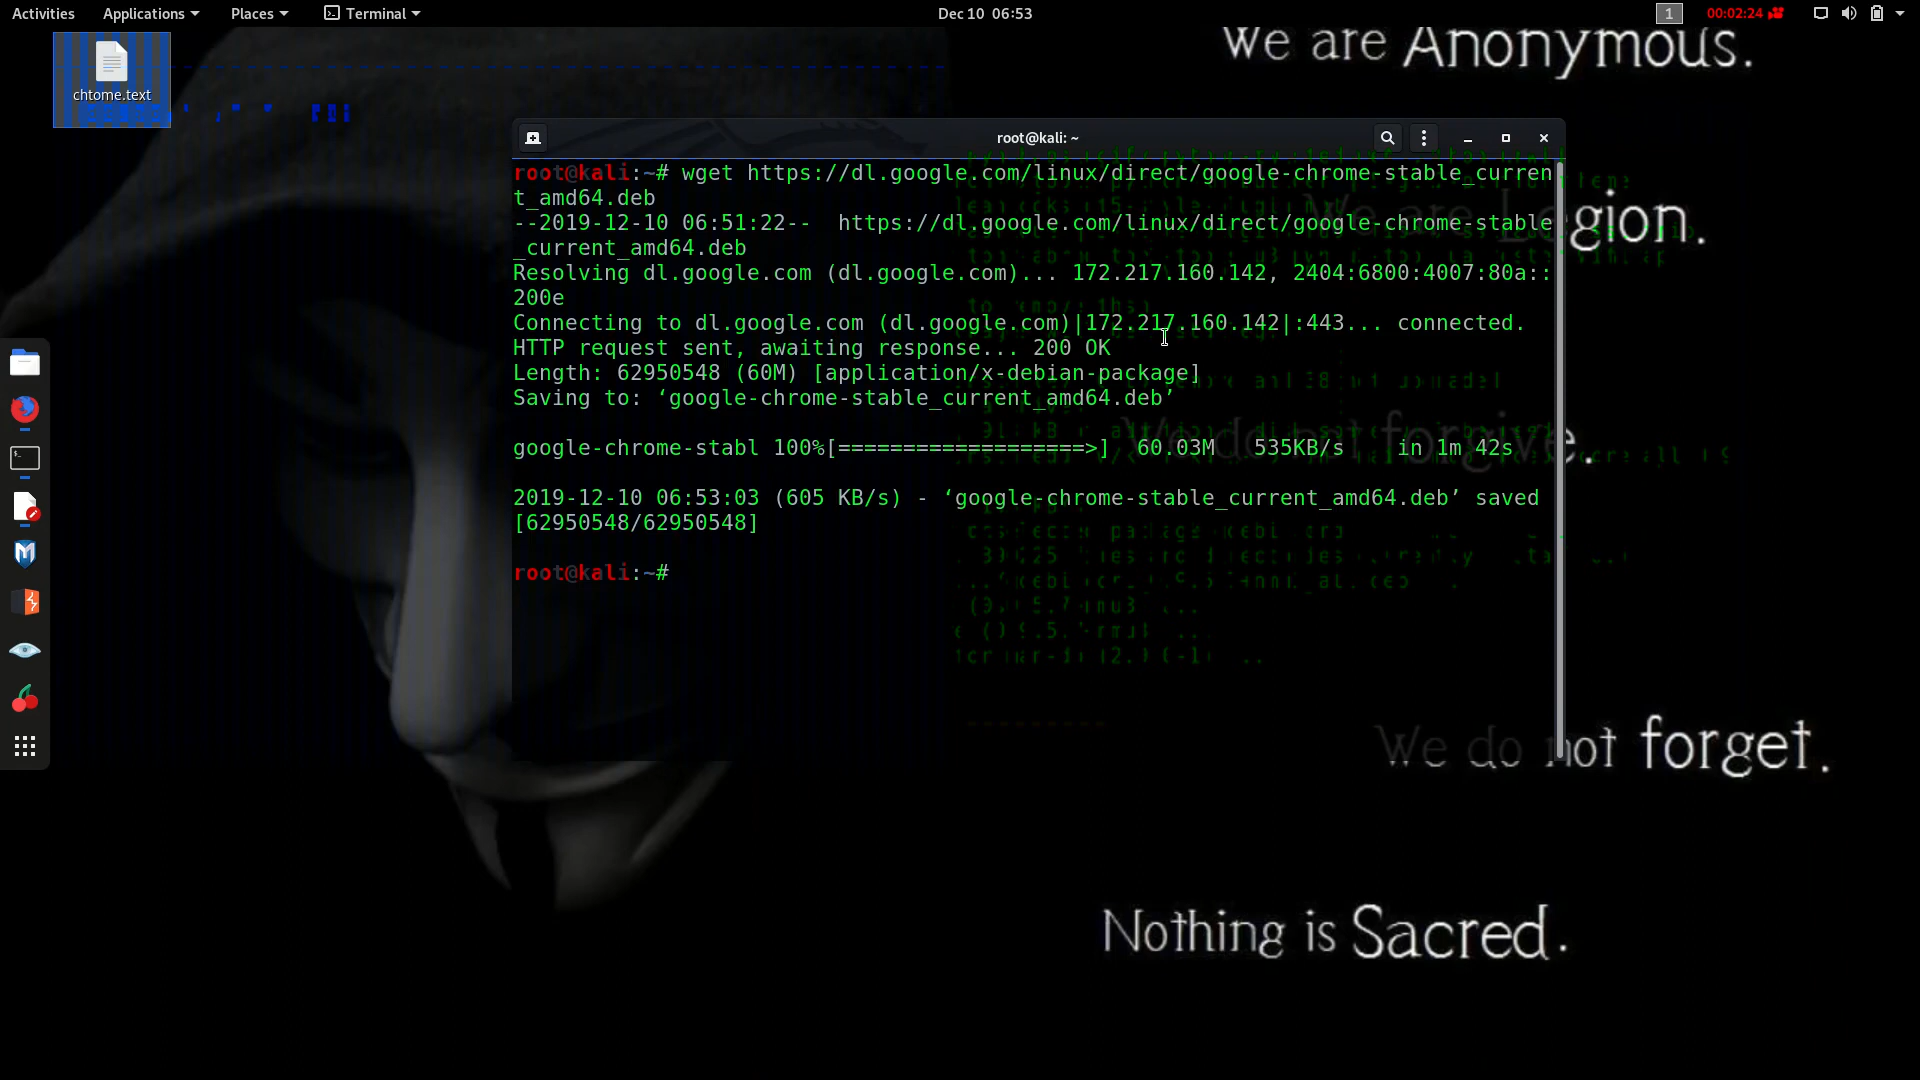 Activities Applications Places Terminal Dec 10 06:53 1 00:02:24
chtome.text
We are Anonymous.
root@kali: ~
root@kali:~# wget https://dl.google.com/linux/direct/google-chrome-stable_curren
t_amd64.deb
--2019-12-10 06:51:22--  https://dl.google.com/linux/direct/google-chrome-stable
_current_amd64.deb
Resolving dl.google.com (dl.google.com)... 172.217.160.142, 2404:6800:4007:80a::
200e
Connecting to dl.google.com (dl.google.com)|172.217.160.142|:443... connected.
HTTP request sent, awaiting response... 200 OK
Length: 62950548 (60M) [application/x-debian-package]
Saving to: ‘google-chrome-stable_current_amd64.deb’
google-chrome-stabl 100%[===================>]  60.03M   535KB/s    in 1m 42s
2019-12-10 06:53:03 (605 KB/s) - ‘google-chrome-stable_current_amd64.deb’ saved
[62950548/62950548]
root@kali:~#
We are Legion.
We do not forgive.
We do not forget.
Nothing is Sacred.